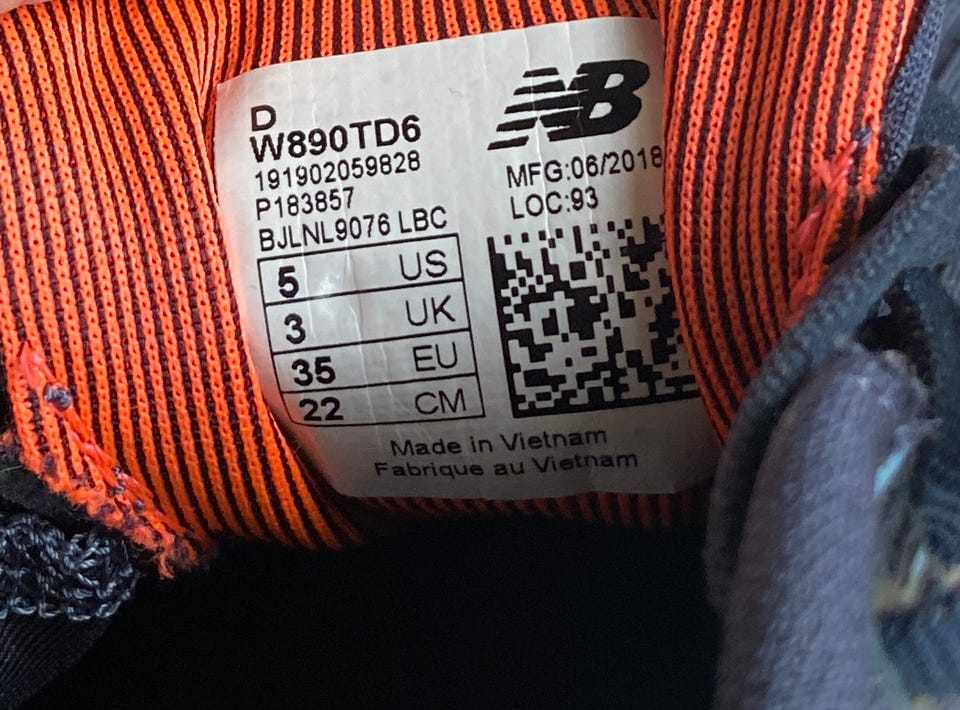 D
W890TD6
191902059828
P183857
BJLNL9076 LBC
5 US
3 UK
35 EU
22 CM
NB
MFG:06/2018
LOC:93
Made in Vietnam
Fabrique au Vietnam